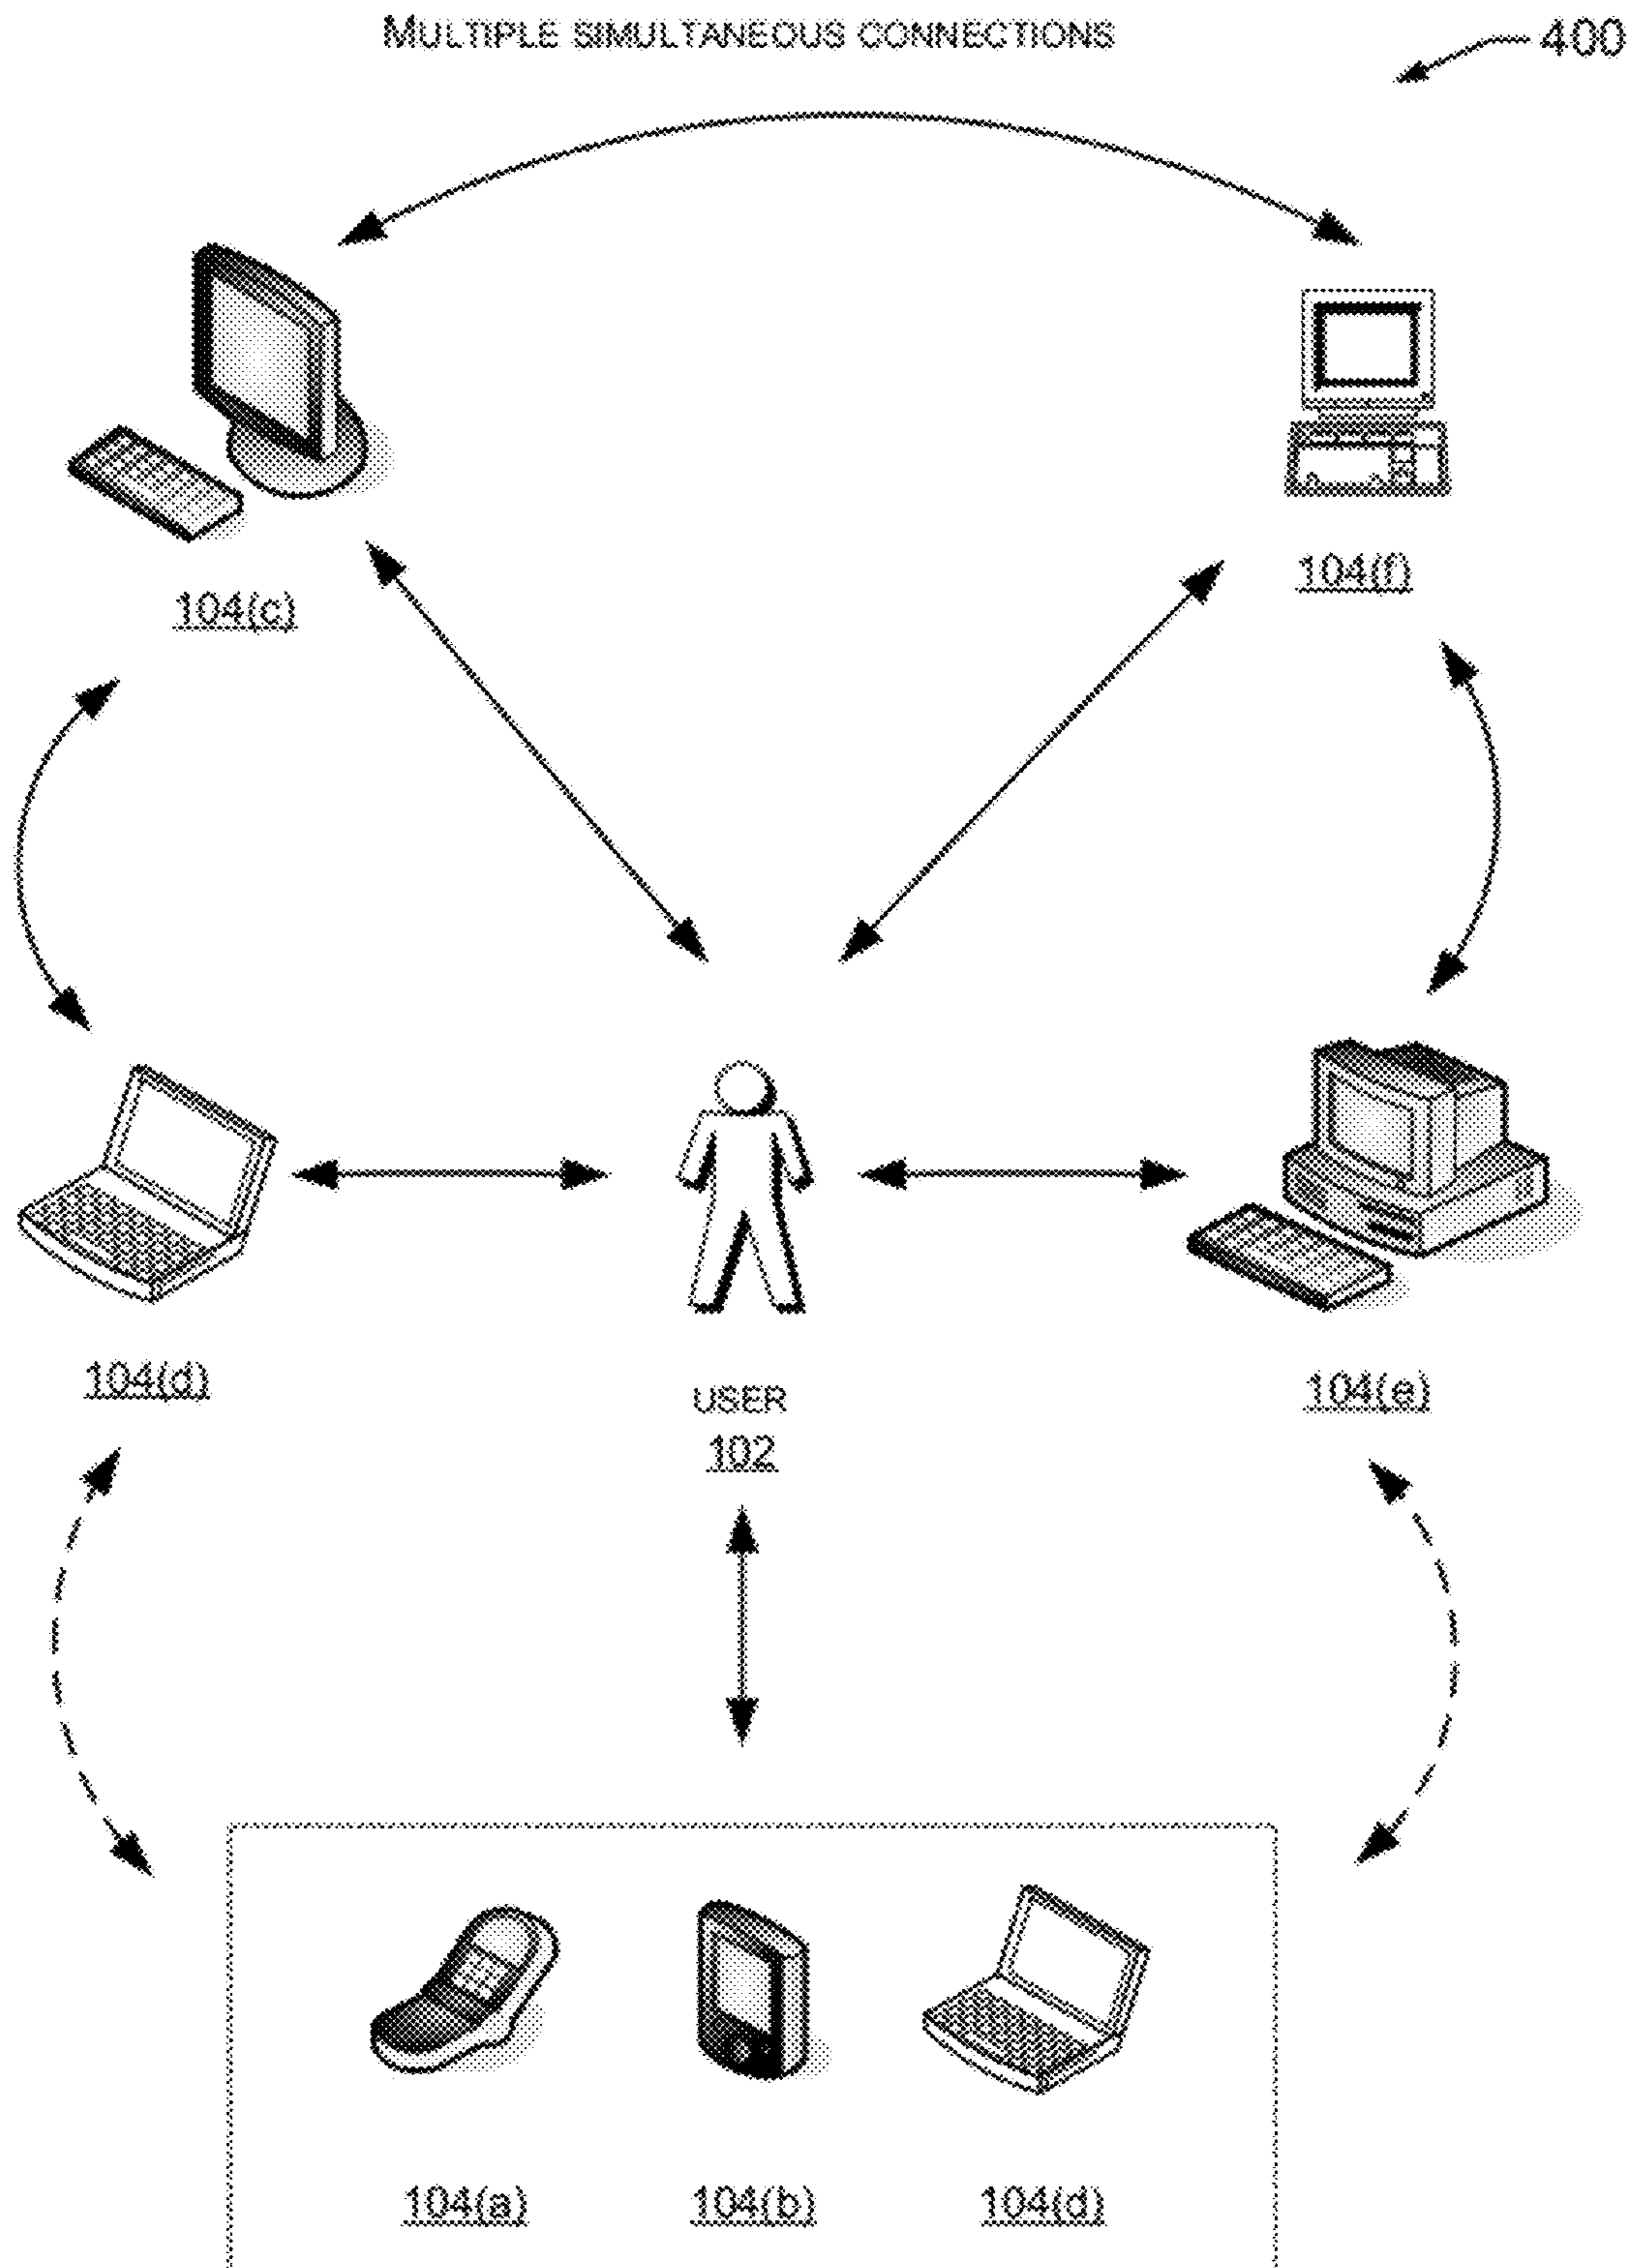 MULTIPLE SIMULTANEOUS CONNECTIONS
400
104(c)
104(f)
104(d)
USER
102
104(e)
104(a)
104(b)
104(d)